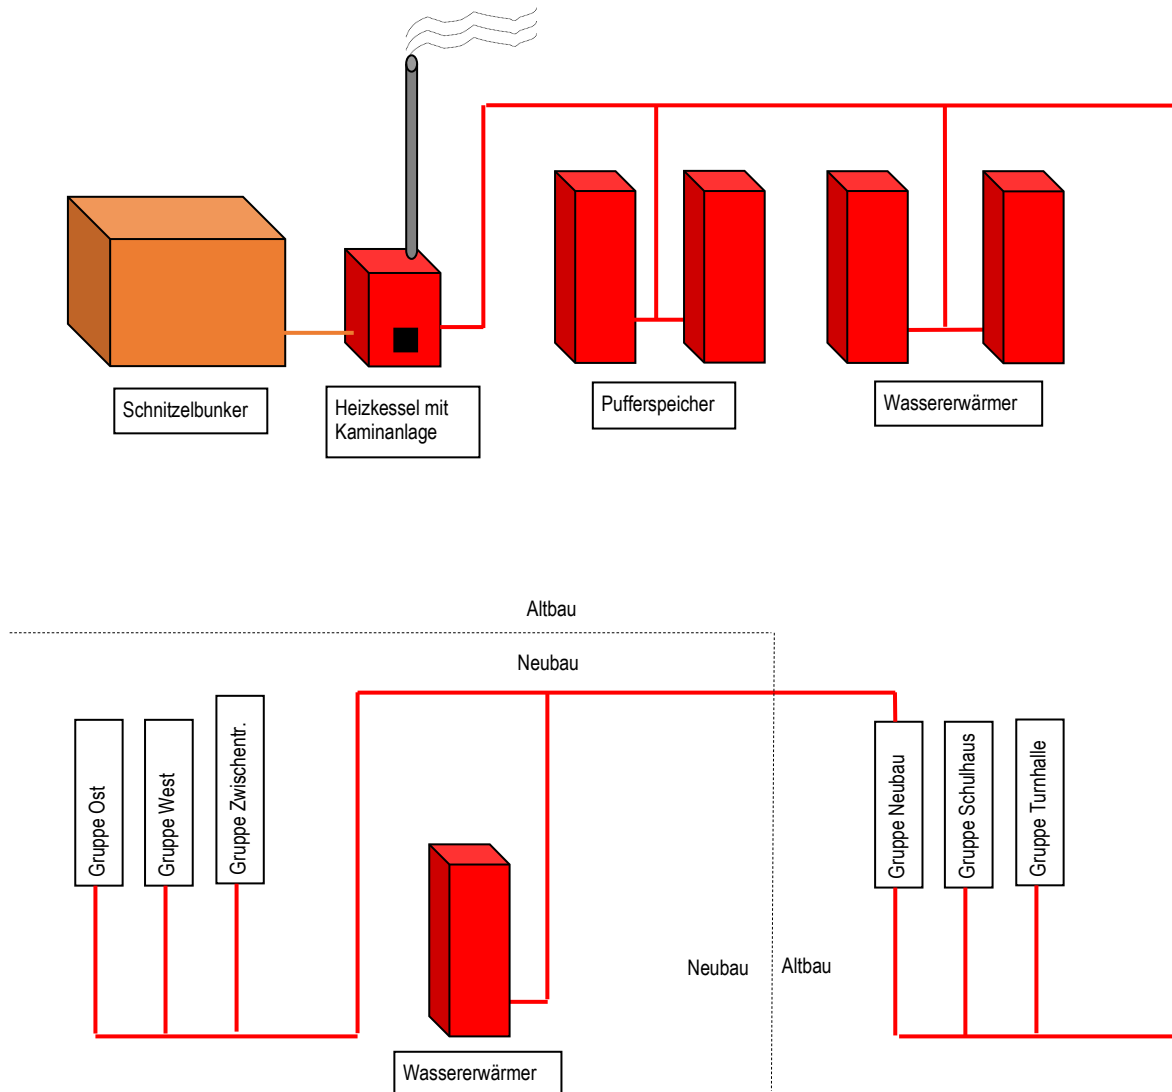 Schnitzelbunker
Heizkessel mit
Kaminanlage
Pufferspeicher
Wassererwärmer
Altbau
Neubau
Gruppe Ost
Gruppe West
Gruppe Zwischentr.
Gruppe Neubau
Gruppe Schulhaus
Gruppe Turnhalle
Neubau
Altbau
Wassererwärmer